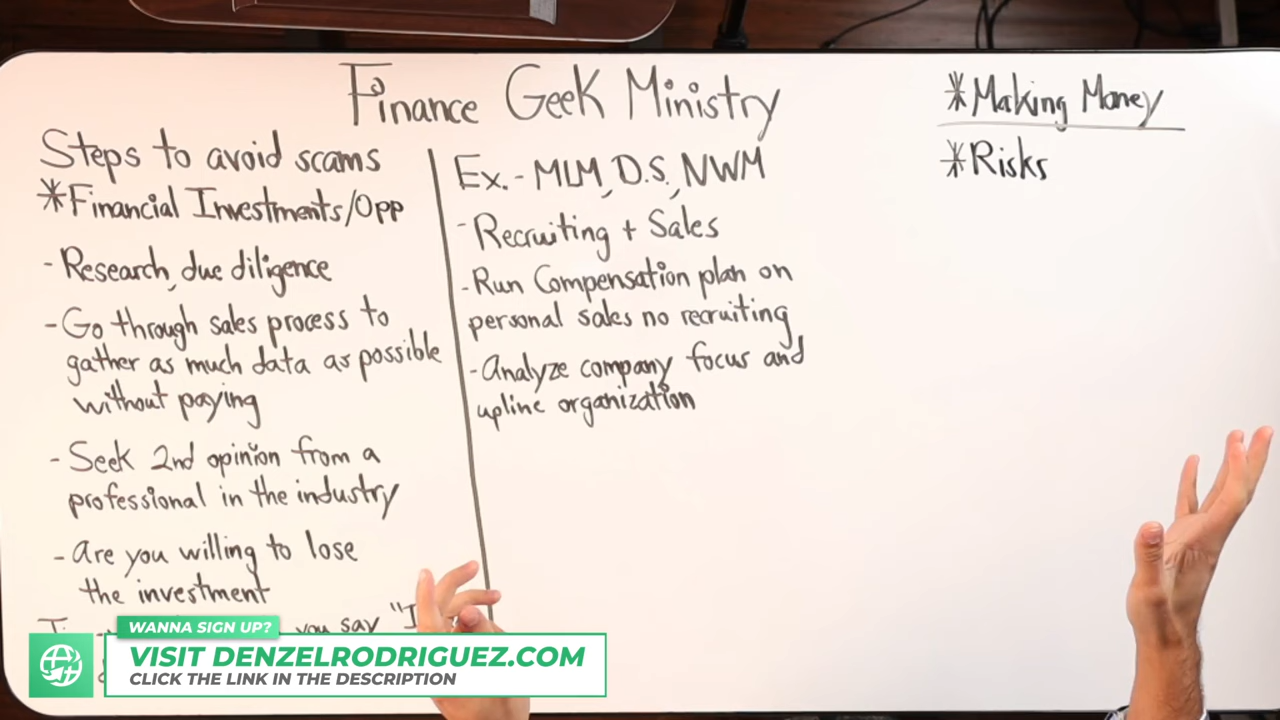 Finance Geek Ministry
Steps to avoid scams
*Financial Investments/Opp
- Research, due diligence
- Go through sales process to
gather as much data as possible
without paying
- Seek 2nd opinion from a
professional in the industry
- Are you willing to lose
the investment
you say "I
Ex.- MLM, D.S., NWM
- Recruiting + Sales
- Run Compensation plan on
personal sales no recruiting
- Analyze company focus and
upline organization
*Making Money
*Risks
WANNA SIGN UP?
VISIT DENZELRODRIGUEZ.COM
CLICK THE LINK IN THE DESCRIPTION